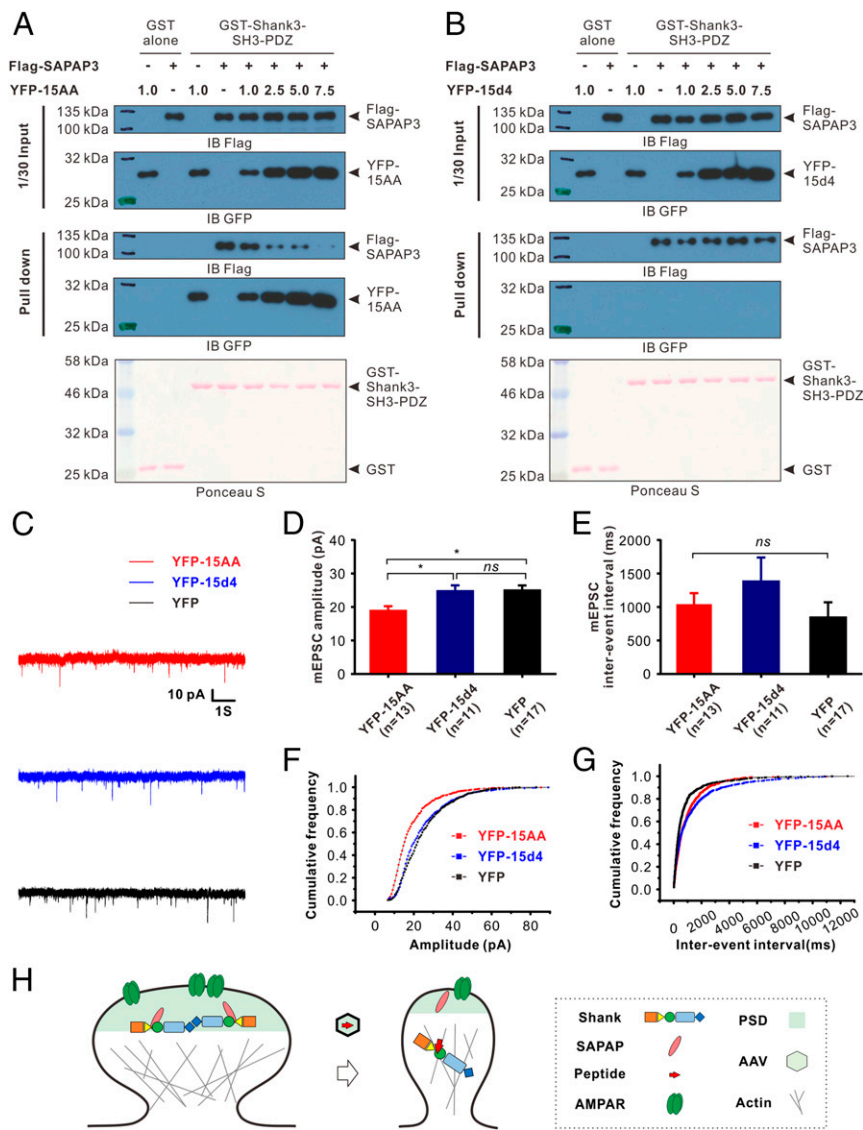 A
GST alone
GST-Shank3-SH3-PDZ
Flag-SAPAP3 - + - + + + + +
YFP-15AA 1.0 - 1.0 - 1.0 2.5 5.0 7.5
1/30 Input
135 kDa
100 kDa
Flag-SAPAP3
IB Flag
32 kDa
25 kDa
YFP-15AA
IB GFP
Pull down
135 kDa
100 kDa
Flag-SAPAP3
IB Flag
32 kDa
25 kDa
YFP-15AA
IB GFP
58 kDa
46 kDa
32 kDa
25 kDa
GST-Shank3-SH3-PDZ
GST
Ponceau S
B
GST alone
GST-Shank3-SH3-PDZ
Flag-SAPAP3 - + - + + + + +
YFP-15d4 1.0 - 1.0 - 1.0 2.5 5.0 7.5
1/30 Input
135 kDa
100 kDa
Flag-SAPAP3
IB Flag
32 kDa
25 kDa
YFP-15d4
IB GFP
Pull down
135 kDa
100 kDa
Flag-SAPAP3
IB Flag
32 kDa
25 kDa
IB GFP
58 kDa
46 kDa
32 kDa
25 kDa
GST-Shank3-SH3-PDZ
GST
Ponceau S
C
YFP-15AA
YFP-15d4
YFP
10 pA
1S
D
mEPSC amplitude (pA)
40
30
20
10
0
*
*
ns
YFP-15AA (n=13)
YFP-15d4 (n=11)
YFP (n=17)
E
mEPSC inter-event interval (ms)
2000
1500
1000
500
0
ns
YFP-15AA (n=13)
YFP-15d4 (n=11)
YFP (n=17)
F
Cumulative frequency
1.0
0.8
0.6
0.4
0.2
0.0
YFP-15AA
YFP-15d4
YFP
0 20 40 60 80
Amplitude (pA)
G
Cumulative frequency
1.0
0.8
0.6
0.4
0.2
0.0
YFP-15AA
YFP-15d4
YFP
0 2000 4000 6000 8000 10000 12000
Inter-event interval(ms)
H
Shank
SAPAP
Peptide
AMPAR
PSD
AAV
Actin